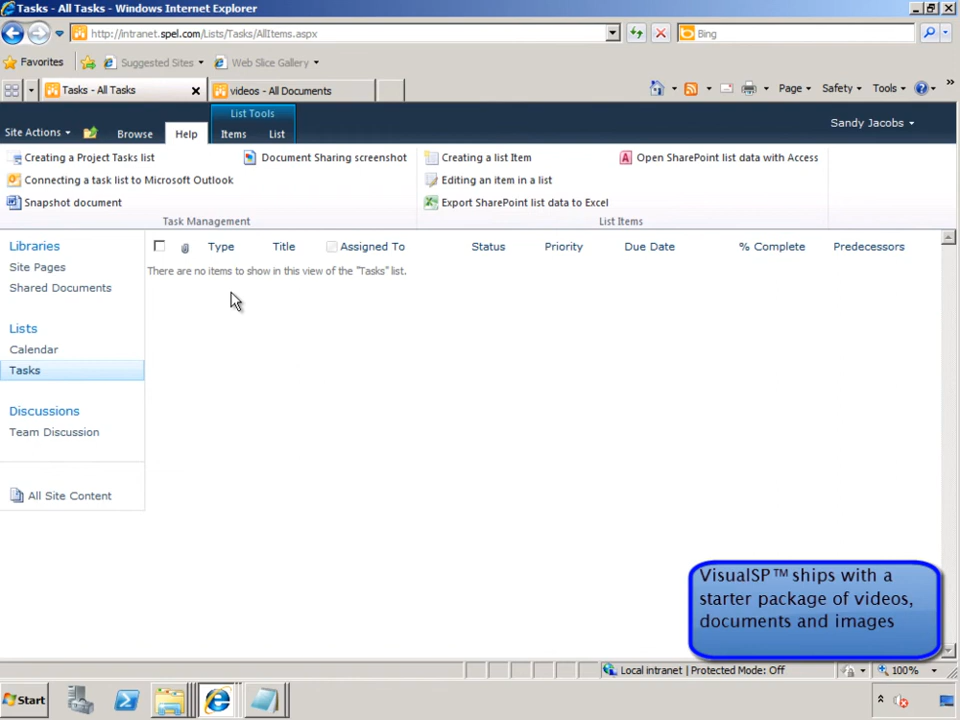 Tasks - All Tasks - Windows Internet Explorer
http://intranet.spel.com/Lists/Tasks/AllItems.aspx
Bing
Favorites
Suggested Sites
Web Slice Gallery
Tasks - All Tasks
videos - All Documents
Page
Safety
Tools
»
List Tools
Site Actions
Browse
Help
Items
List
Sandy Jacobs
Creating a Project Tasks list
Document Sharing screenshot
Connecting a task list to Microsoft Outlook
Snapshot document
Task Management
Creating a list Item
Open SharePoint list data with Access
Editing an item in a list
Export SharePoint list data to Excel
List Items
Libraries
Site Pages
Shared Documents
Lists
Calendar
Tasks
Discussions
Team Discussion
All Site Content
Type Title Assigned To Status Priority Due Date % Complete Predecessors
There are no items to show in this view of the "Tasks" list.
VisualSP™ ships with a
starter package of videos,
documents and images
Local intranet | Protected Mode: Off
100%
Start